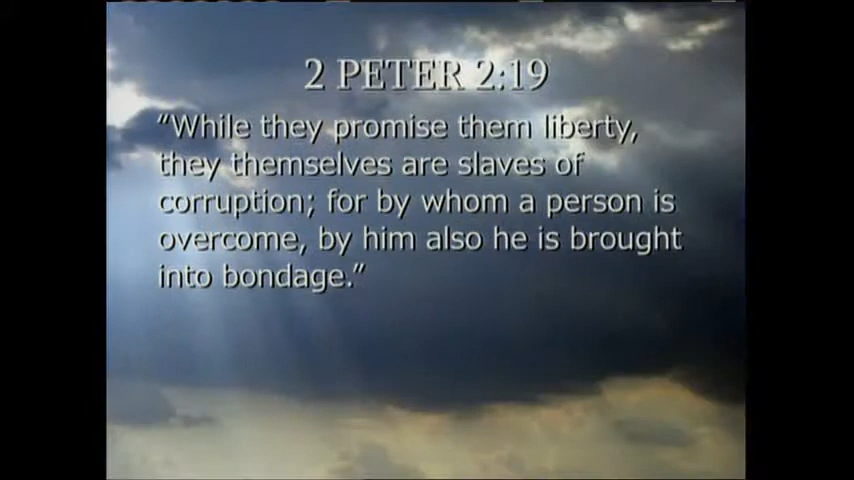 2 PETER 2:19
“While they promise them liberty,
they themselves are slaves of
corruption; for by whom a person is
overcome, by him also he is brought
into bondage.”